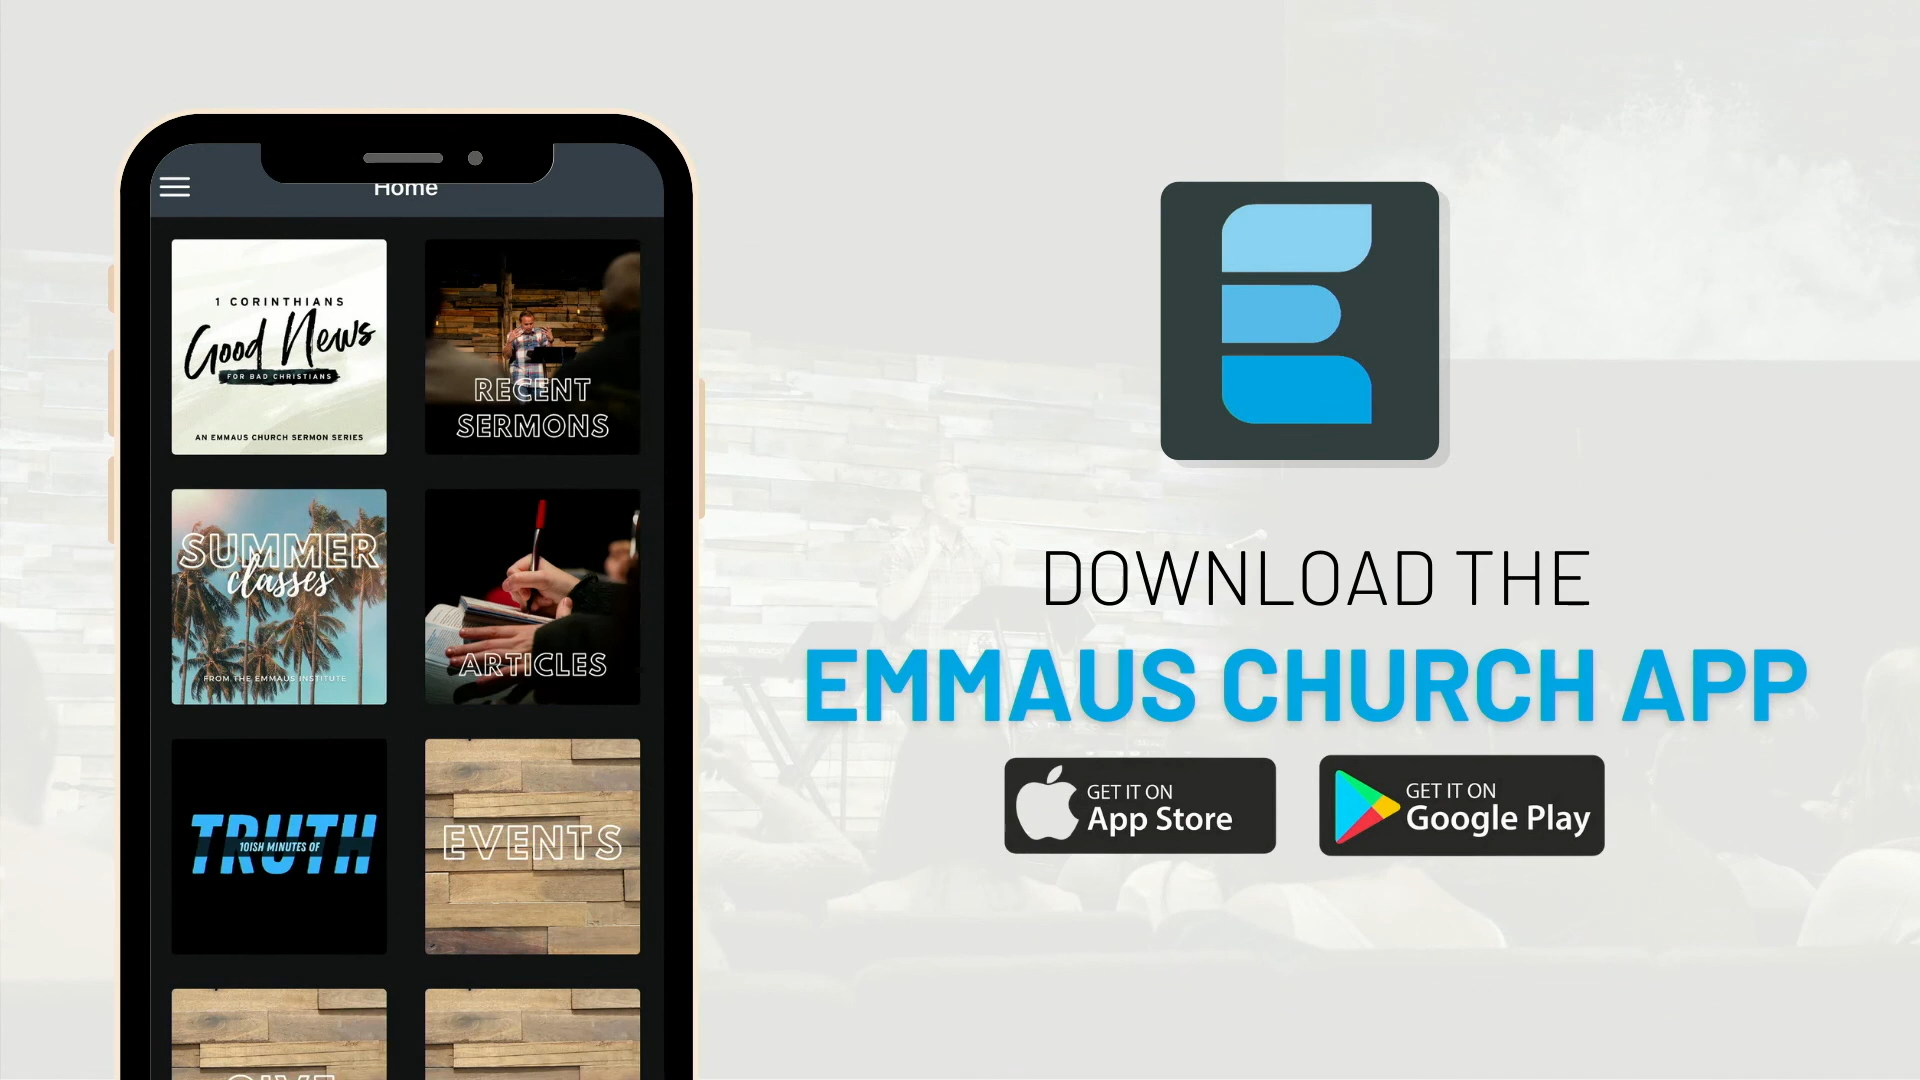 Home
1 CORINTHIANS
Good News
FOR BAD CHRISTIANS
AN EMMAUS CHURCH SERMON SERIES
RECENT
SERMONS
SUMMER
classes
FROM THE EMMAUS INSTITUTE
ARTICLES
TRUTH
10ISH MINUTES OF
EVENTS
GIVE
DOWNLOAD THE
EMMAUS CHURCH APP
GET IT ON
App Store
GET IT ON
Google Play